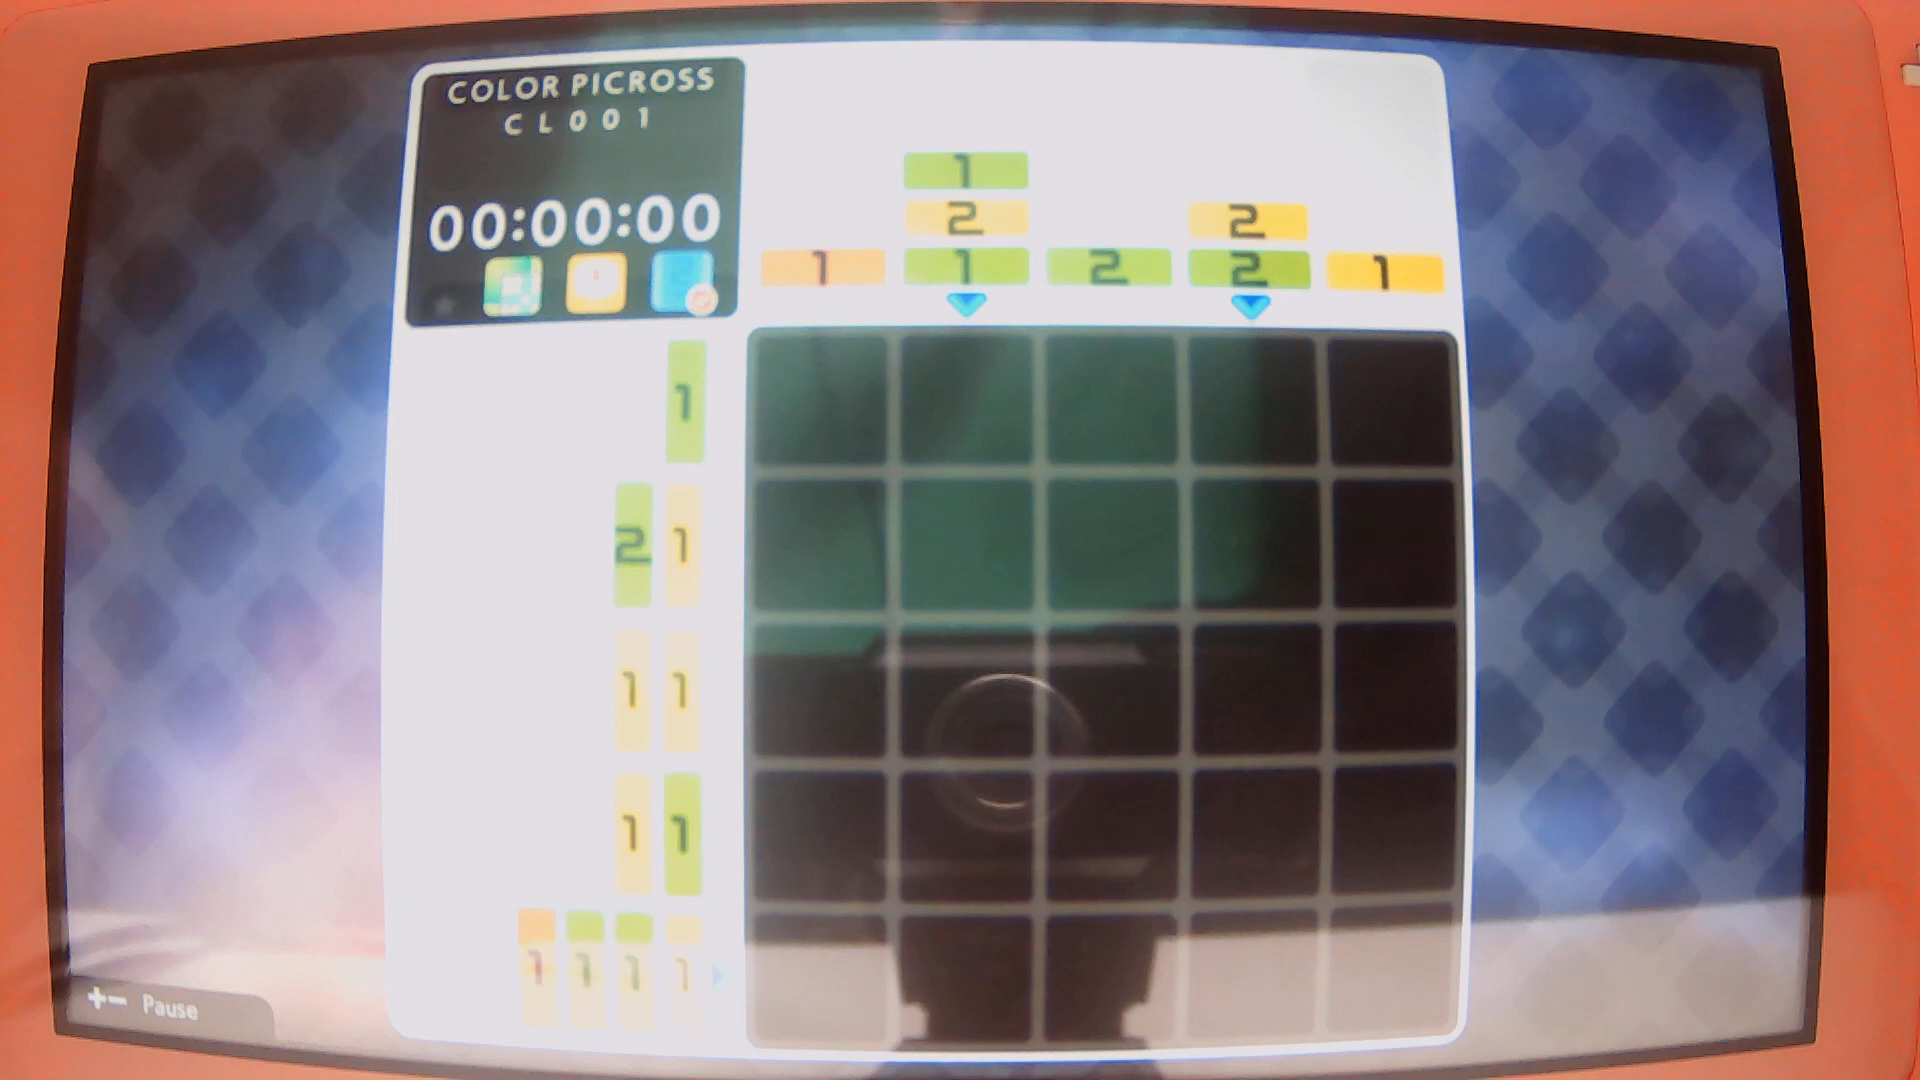 COLOR PICROSS
CL001
00:00:00
1
2 2
1 1 2 2 1
1
2 1
1 1
1 1
1 1 1 1
+− Pause